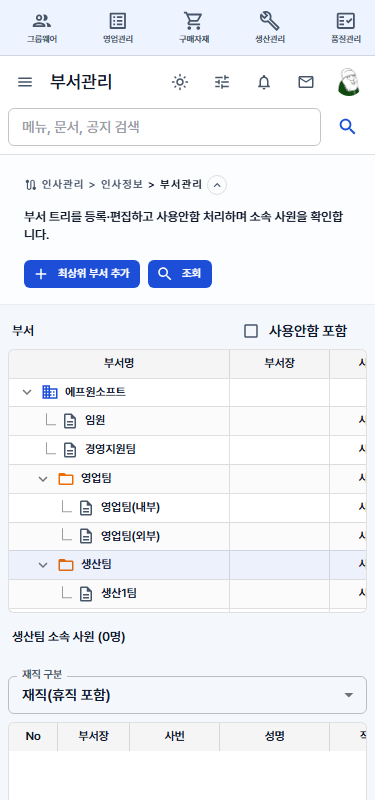 그룹웨어 영업관리 구매자재 생산관리 품질관리
부서관리
메뉴, 문서, 공지 검색
인사관리 > 인사정보 > 부서관리
부서 트리를 등록·편집하고 사용안함 처리하며 소속 사원을 확인합
니다.
최상위 부서 추가 조회
부서 사용안함 포함
부서명 부서장
에프원소프트
임원
경영지원팀
영업팀
영업팀(내부)
영업팀(외부)
생산팀
생산1팀
생산팀 소속 사원 (0명)
재직 구분
재직(휴직 포함)
No 부서장 사번 성명